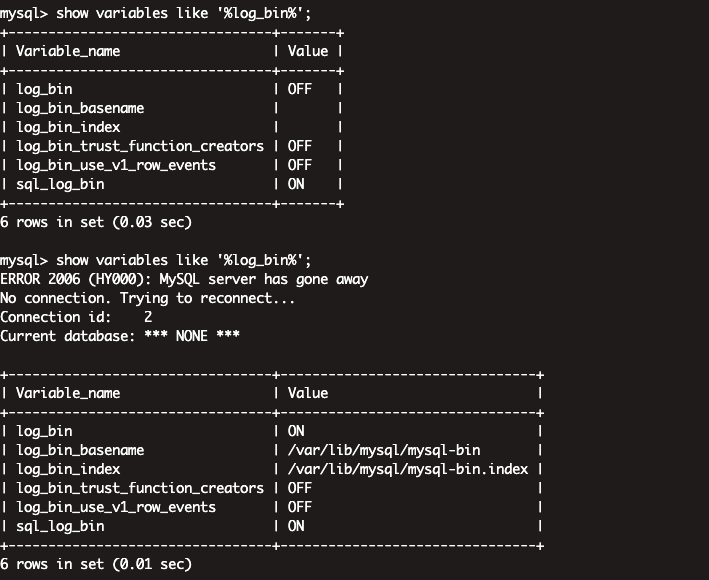 mysql> show variables like '%log_bin%';
+---------------------------------+-------+
| Variable_name                   | Value |
+---------------------------------+-------+
| log_bin                         | OFF   |
| log_bin_basename                |       |
| log_bin_index                   |       |
| log_bin_trust_function_creators | OFF   |
| log_bin_use_v1_row_events       | OFF   |
| sql_log_bin                     | ON    |
+---------------------------------+-------+
6 rows in set (0.03 sec)

mysql> show variables like '%log_bin%';
ERROR 2006 (HY000): MySQL server has gone away
No connection. Trying to reconnect...
Connection id:    2
Current database: *** NONE ***

+---------------------------------+--------------------------------+
| Variable_name                   | Value                          |
+---------------------------------+--------------------------------+
| log_bin                         | ON                             |
| log_bin_basename                | /var/lib/mysql/mysql-bin       |
| log_bin_index                   | /var/lib/mysql/mysql-bin.index |
| log_bin_trust_function_creators | OFF                            |
| log_bin_use_v1_row_events       | OFF                            |
| sql_log_bin                     | ON                             |
+---------------------------------+--------------------------------+
6 rows in set (0.01 sec)